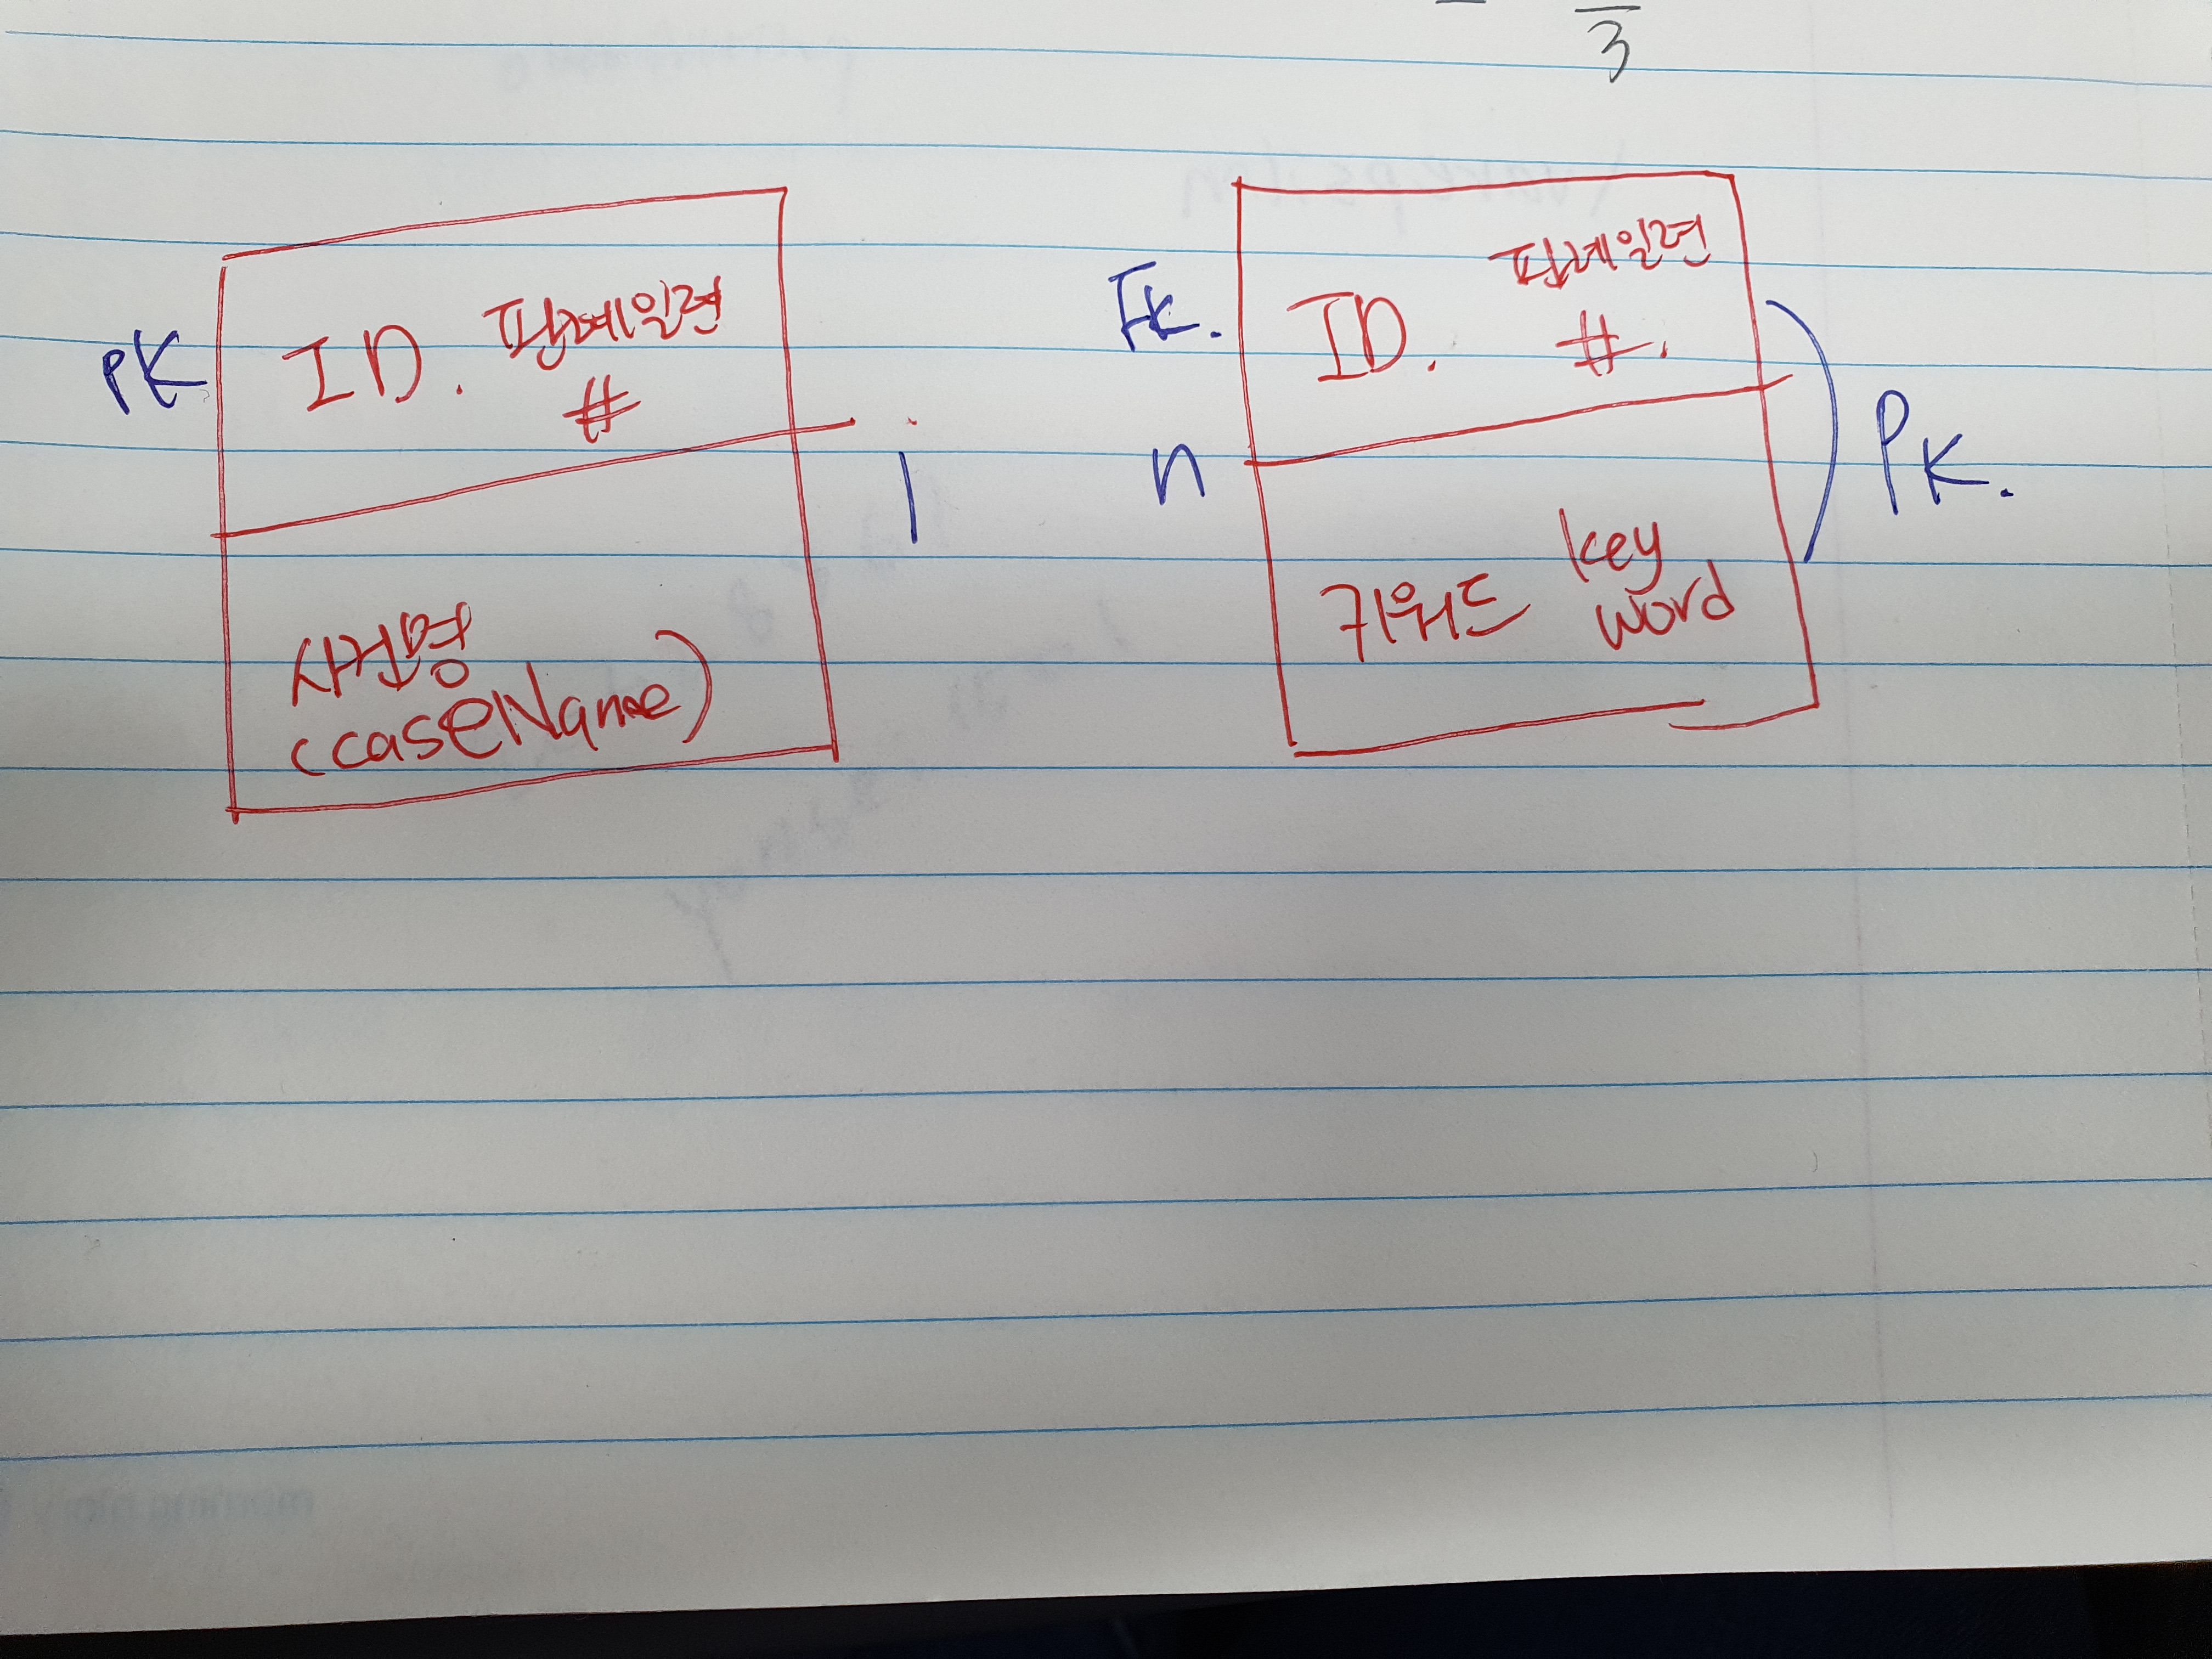 3
PK
ID. 판례일련
#
사건명
(caseName)
1
n
FK.
ID. 판례일련
#.
키워드 key
word
PK.